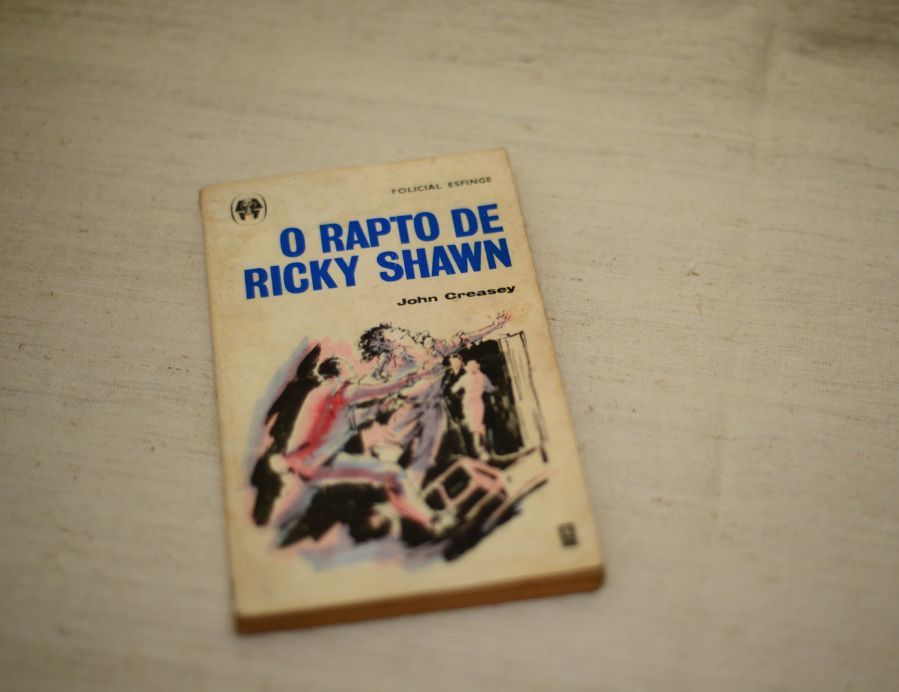 POLICIAL ESFINGE
O RAPTO DE
RICKY SHAWN
John Creasey